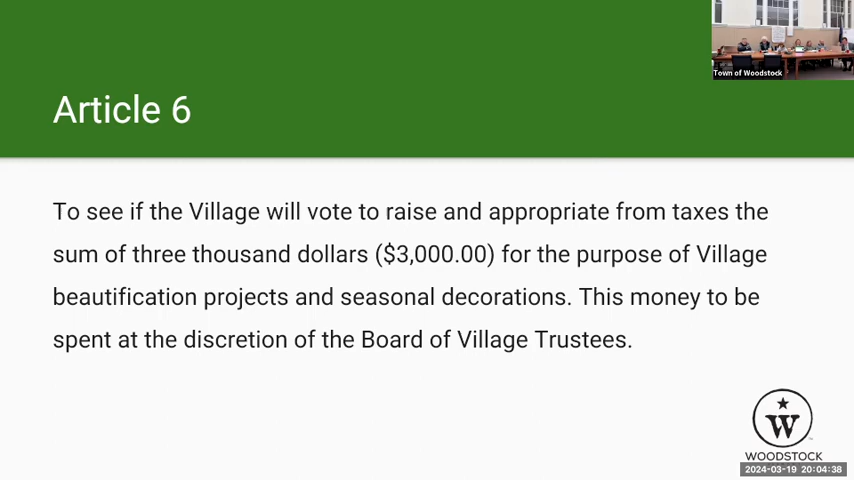 Town of Woodstock
Article 6
To see if the Village will vote to raise and appropriate from taxes the
sum of three thousand dollars ($3,000.00) for the purpose of Village
beautification projects and seasonal decorations. This money to be
spent at the discretion of the Board of Village Trustees.
W
WOODSTOCK
2024-03-19 20:04:38